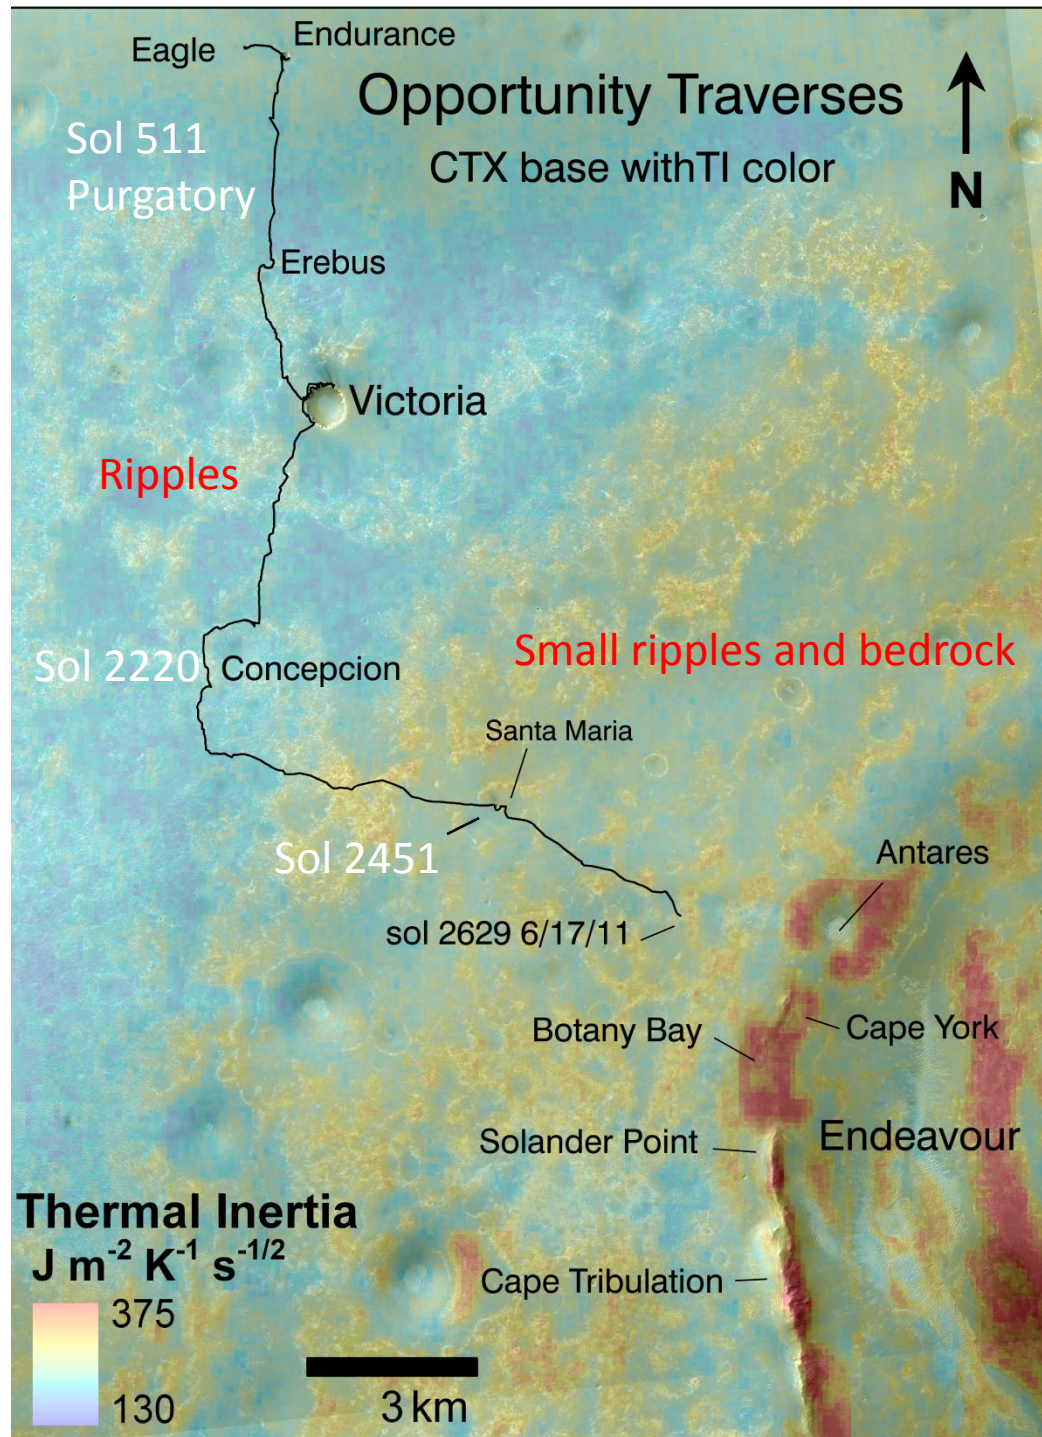 Eagle
Endurance
Opportunity Traverses
CTX base withTI color
N
Sol 511
Purgatory
Erebus
Victoria
Ripples
Small ripples and bedrock
Sol 2220
Concepcion
Santa Maria
Sol 2451
Antares
sol 2629 6/17/11
Botany Bay
Cape York
Solander Point
Endeavour
Thermal Inertia
J m-2 K-1 s-1/2
Cape Tribulation
375
130
3 km